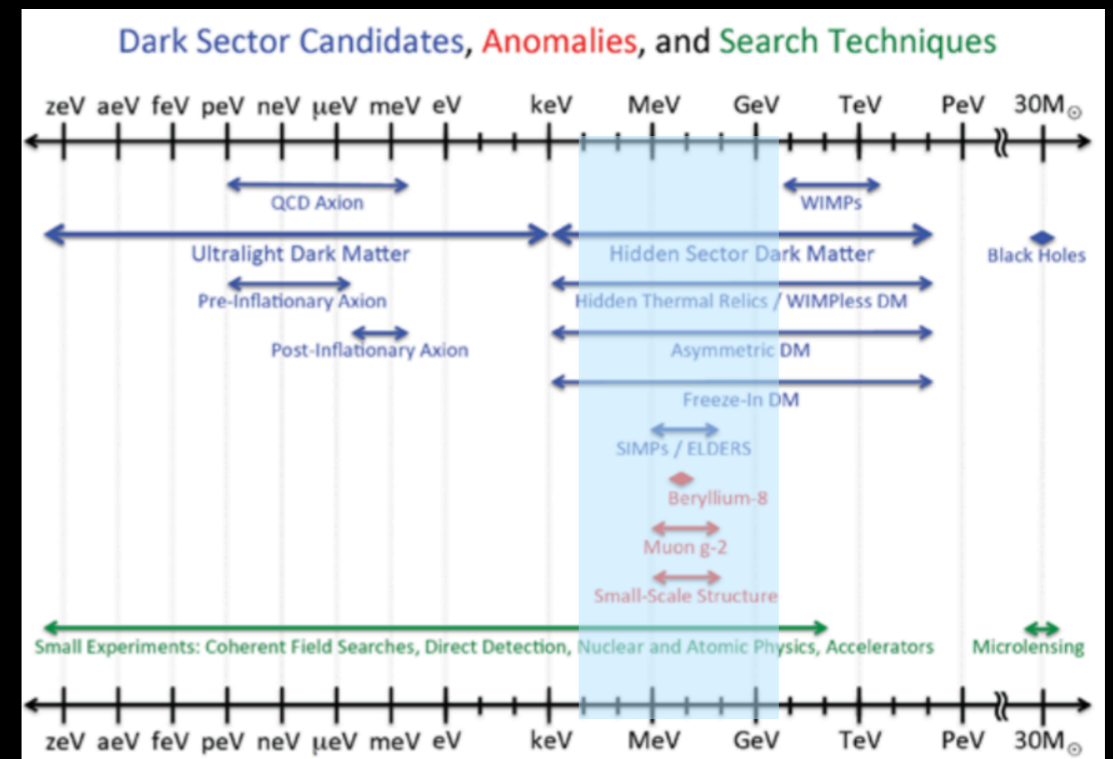 Dark Sector Candidates, Anomalies, and Search Techniques
zeV aeV feV peV neV μeV meV eV keV MeV GeV TeV PeV 30M☉
QCD Axion WIMPs
Ultralight Dark Matter Hidden Sector Dark Matter Black Holes
Pre-Inflationary Axion Hidden Thermal Relics / WIMPless DM
Post-Inflationary Axion Asymmetric DM
Freeze-In DM
SIMPs / ELDERS
Beryllium-8
Muon g-2
Small-Scale Structure
Small Experiments: Coherent Field Searches, Direct Detection, Nuclear and Atomic Physics, Accelerators Microlensing
zeV aeV feV peV neV μeV meV eV keV MeV GeV TeV PeV 30M☉